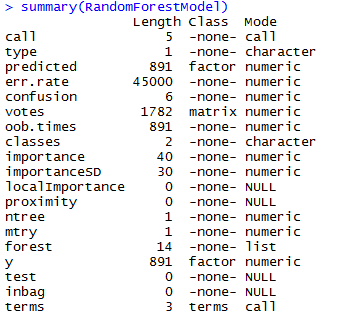 > summary(RandomForestModel)
Length Class Mode
call 5 -none- call
type 1 -none- character
predicted 891 factor numeric
err.rate 45000 -none- numeric
confusion 6 -none- numeric
votes 1782 matrix numeric
oob.times 891 -none- numeric
classes 2 -none- character
importance 40 -none- numeric
importanceSD 30 -none- numeric
localImportance 0 -none- NULL
proximity 0 -none- NULL
ntree 1 -none- numeric
mtry 1 -none- numeric
forest 14 -none- list
y 891 factor numeric
test 0 -none- NULL
inbag 0 -none- NULL
terms 3 terms call